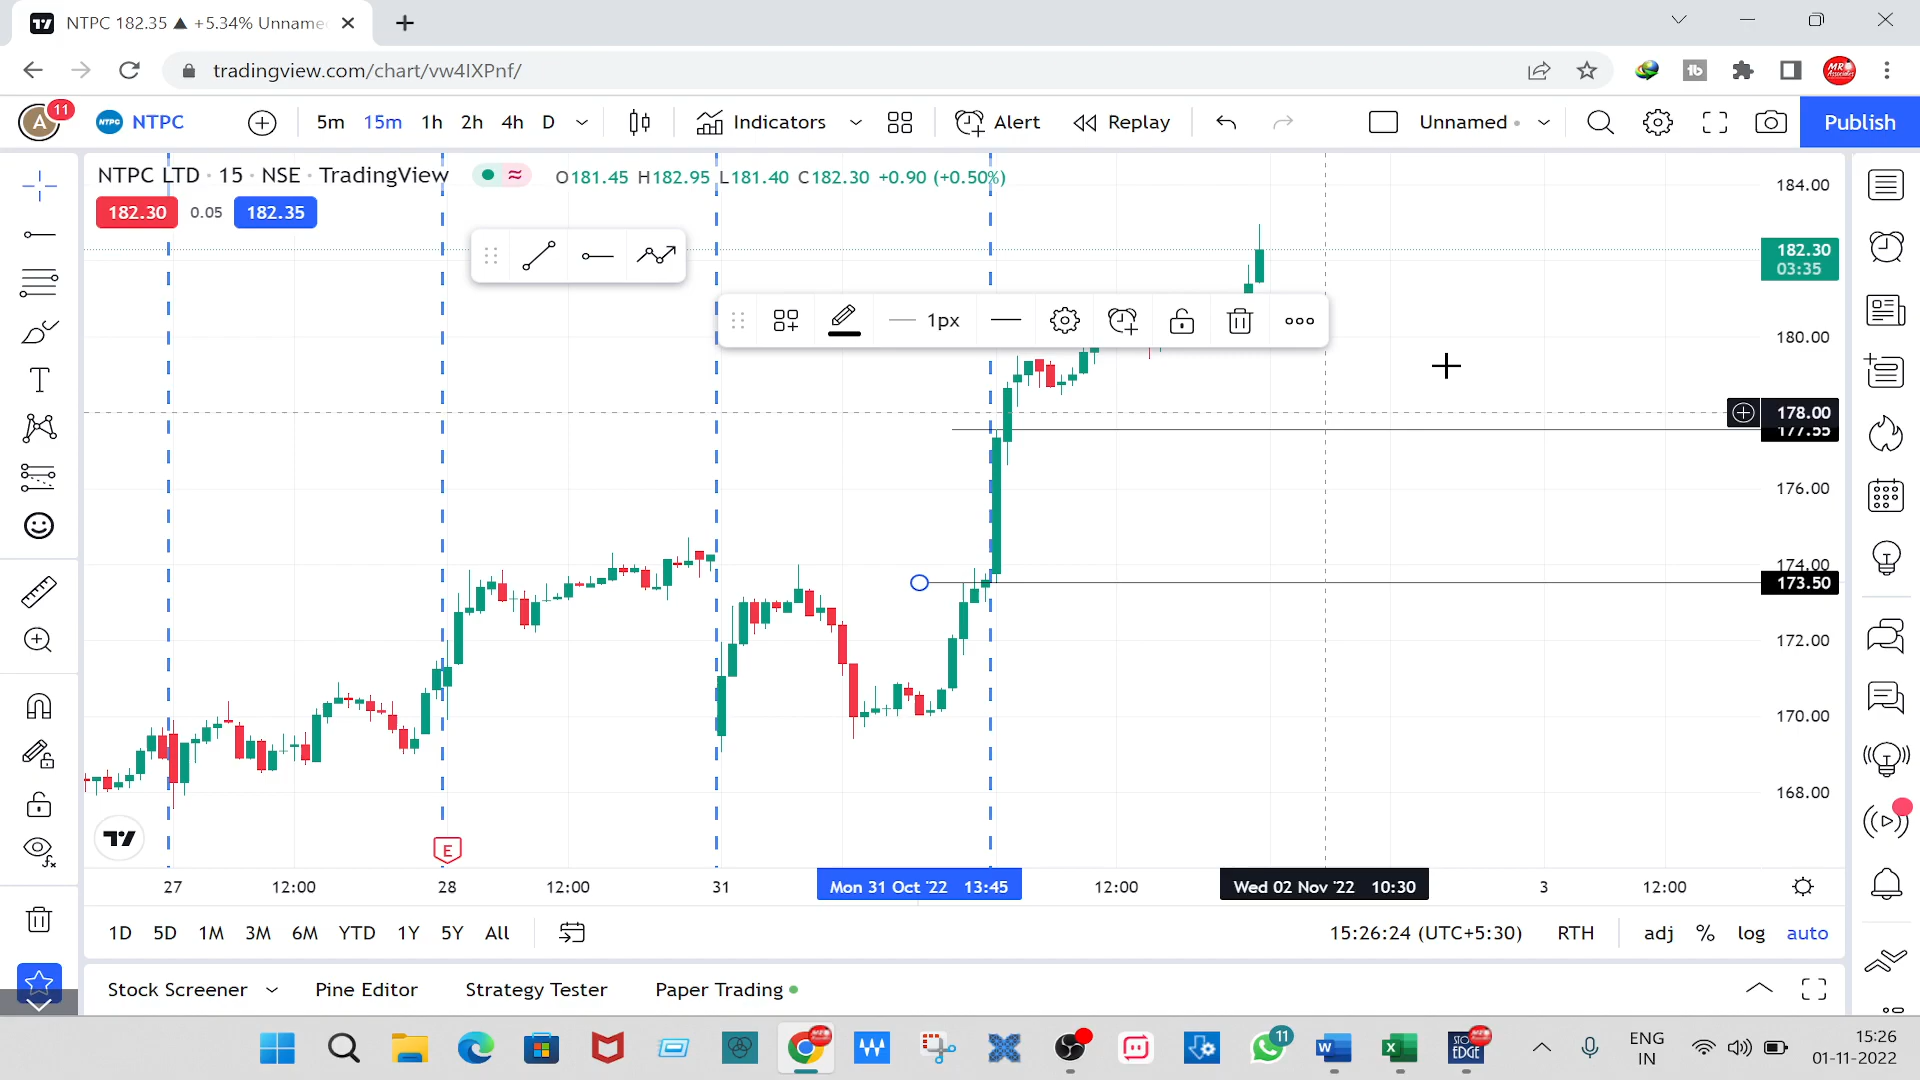 NTPC 182.35 ▲ +5.34% Unname
tradingview.com/chart/vw4IXPnf/
A 11 NTPC NTPC 5m 15m 1h 2h 4h D Indicators Alert Replay Unnamed Publish
NTPC LTD · 15 · NSE · TradingView O181.45 H182.95 L181.40 C182.30 +0.90 (+0.50%)
182.30 0.05 182.35
184.00
182.30
03:35
1px
180.00
178.00
177.55
176.00
174.00
173.50
172.00
170.00
168.00
E
27 12:00 28 12:00 31 Mon 31 Oct '22 13:45 12:00 Wed 02 Nov '22 10:30 3 12:00
1D 5D 1M 3M 6M YTD 1Y 5Y All 15:26:24 (UTC+5:30) RTH adj % log auto
Stock Screener Pine Editor Strategy Tester Paper Trading
11
ENG
IN
15:26
01-11-2022